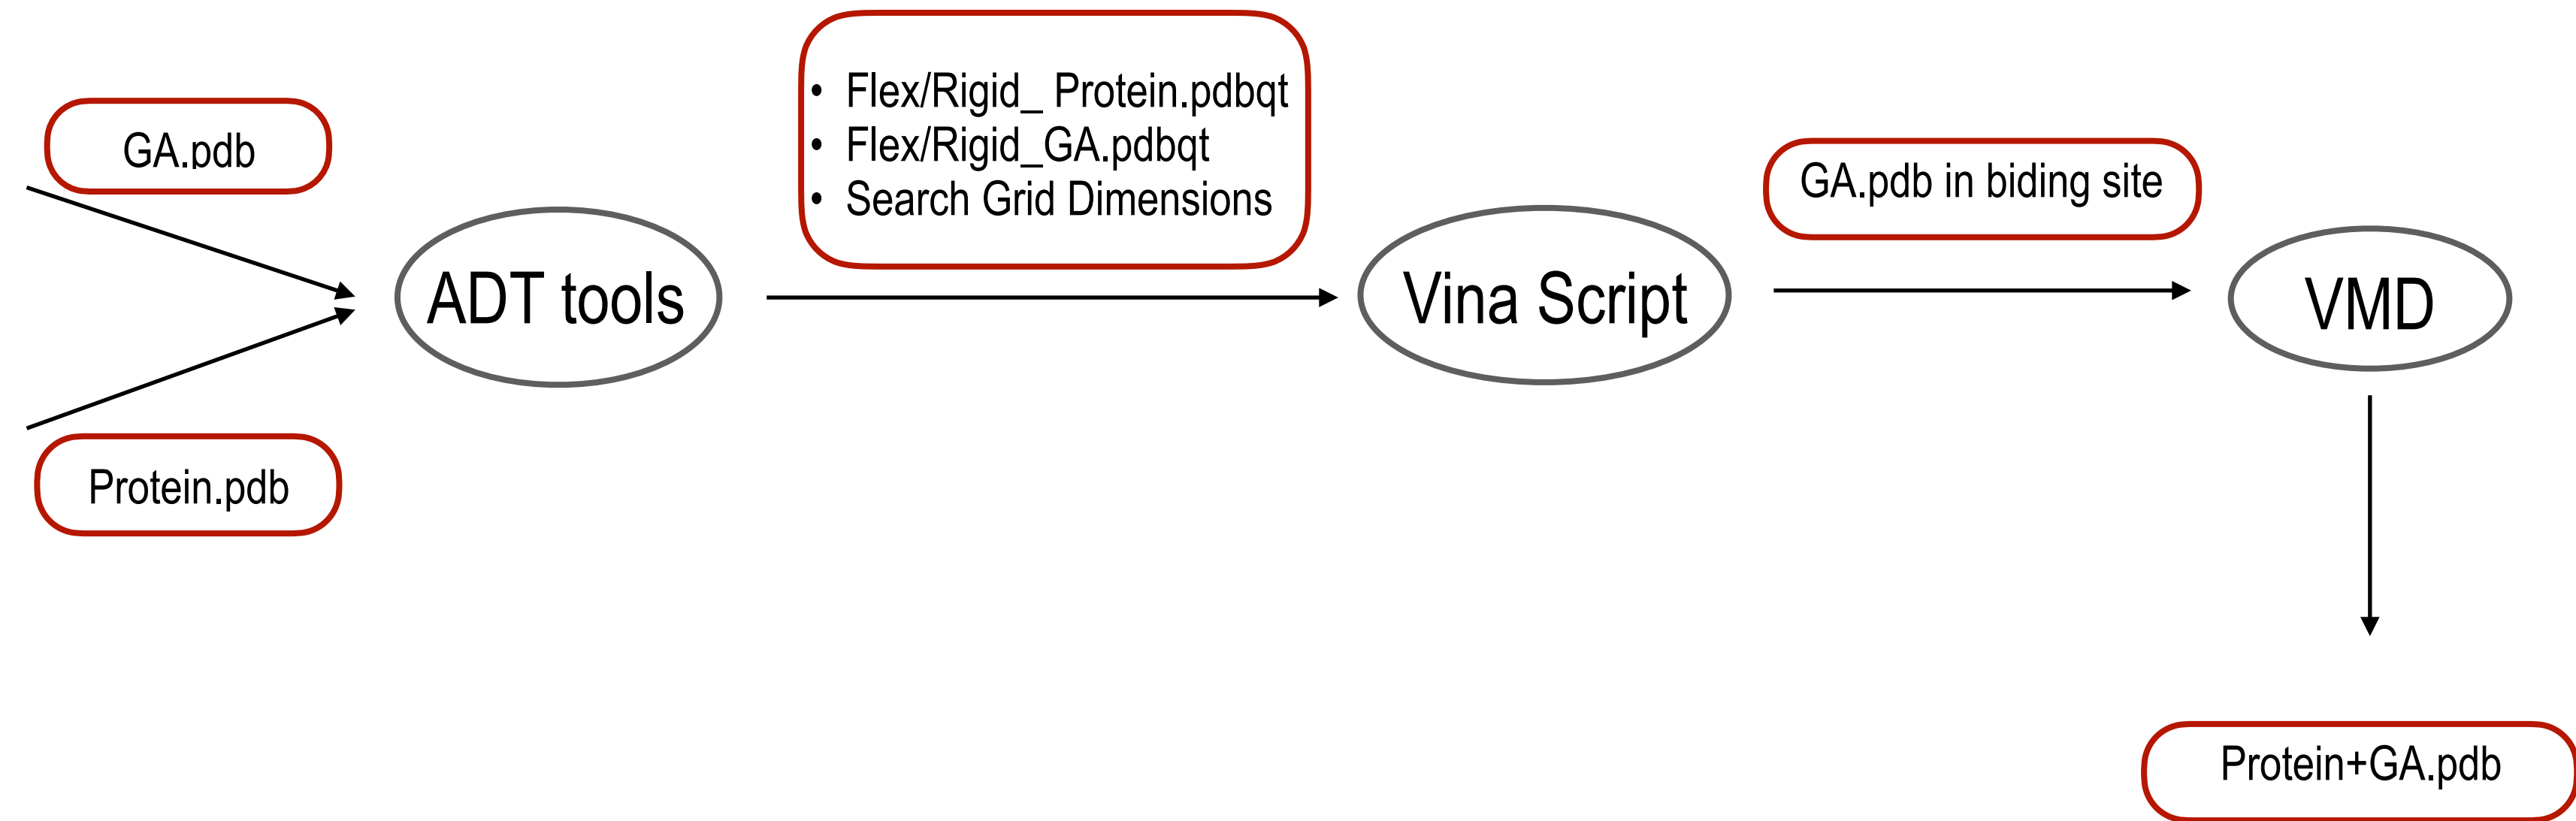 GA.pdb
Protein.pdb
ADT tools
• Flex/Rigid_ Protein.pdbqt
• Flex/Rigid_GA.pdbqt
• Search Grid Dimensions
Vina Script
GA.pdb in biding site
VMD
Protein+GA.pdb